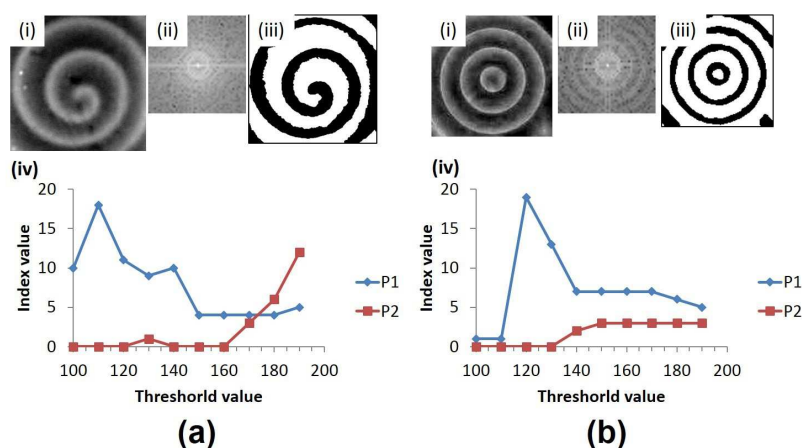 (i)
(ii)
(iii)
(i)
(ii)
(iii)
(iv)
20
15
10
5
0
Index value
100 120 140 160 180 200
Threshorld value
P1
P2
(a)
(iv)
20
15
10
5
0
Index value
100 120 140 160 180 200
Threshorld value
P1
P2
(b)